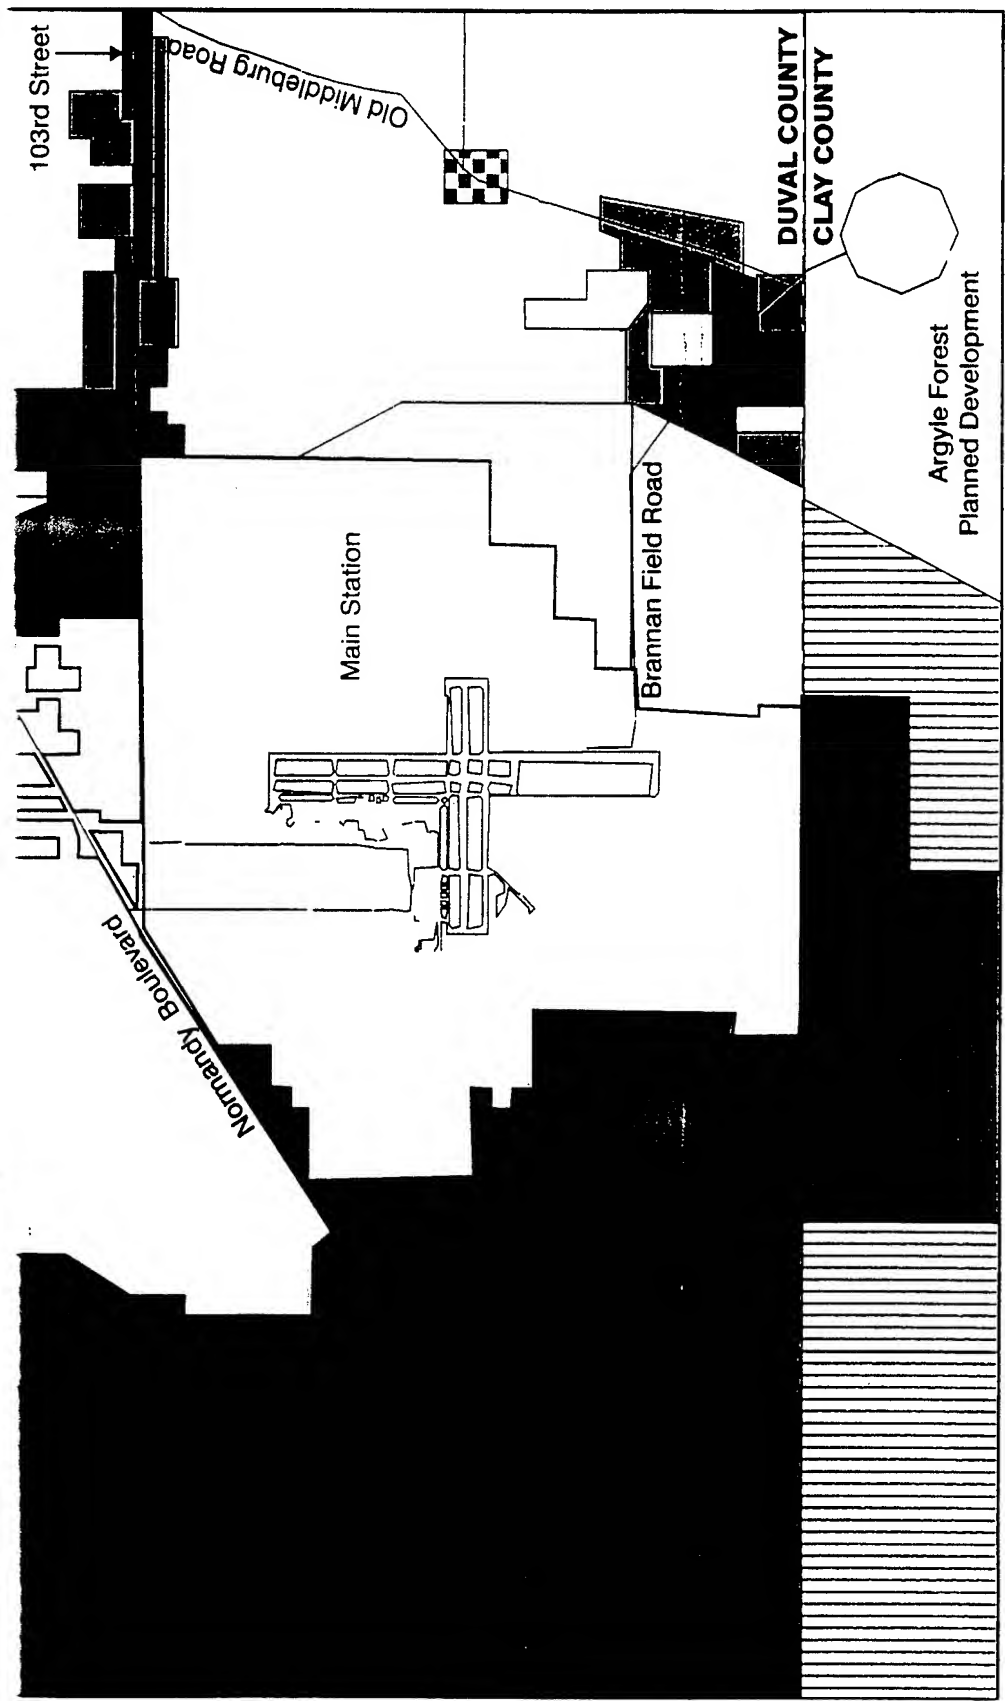 103rd Street
Old Middleburg Road
DUVAL COUNTY
CLAY COUNTY
Argyle Forest
Planned Development
Main Station
Brannan Field Road
Normandy Boulevard